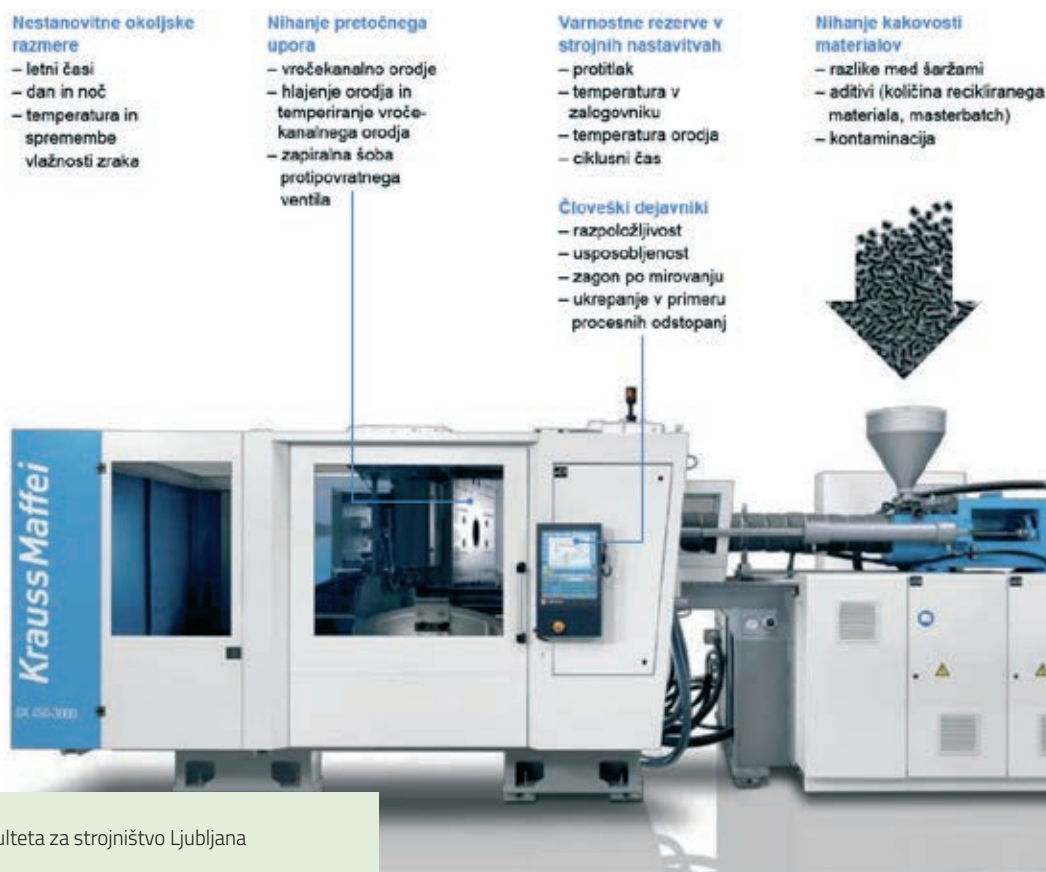 Nestanovitne okoljske
razmere
– letni časi
– dan in noč
– temperatura in
spremembe
vlažnosti zraka
Nihanje pretočnega
upora
– vročekanalno orodje
– hlajenje orodja in
temperiranje vroče-
kanalnega orodja
– zapiralna šoba
protipovratnega
ventila
Varnostne rezerve v
strojnih nastavitvah
– protitlak
– temperatura v
zalogovniku
– temperatura orodja
– ciklusni čas
Človeški dejavniki
– razpoložljivost
– usposobljenost
– zagon po mirovanju
– ukrepanje v primeru
procesnih odstopanj
Nihanje kakovosti
materialov
– razlike med šaržami
– aditivi (količina recikliranega
materiala, masterbatch)
– kontaminacija
KraussMaffei
ulteta za strojništvo Ljubljana